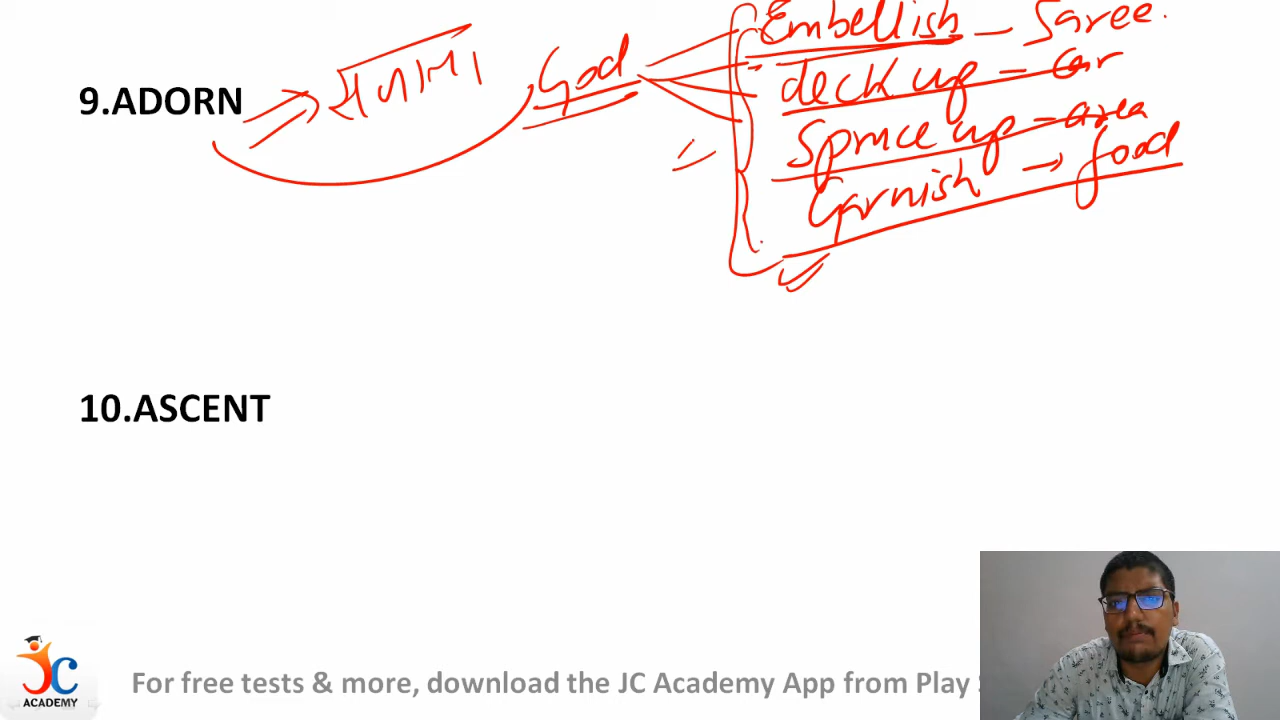 Embellish - Saree.
9.ADORN सजाना God deck up - Car
Spruce up - area
Garnish → food
10.ASCENT
JC
ACADEMY
For free tests & more, download the JC Academy App from Play